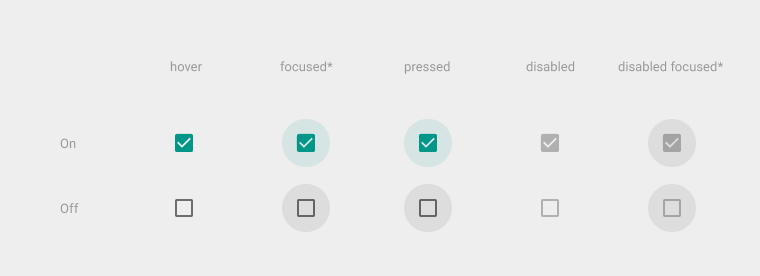 hover focused* pressed disabled disabled focused*
On
Off